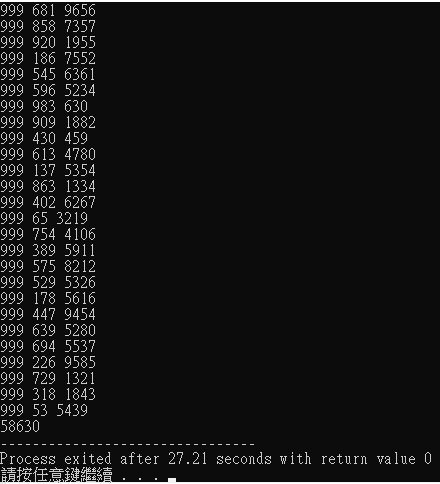 999 681 9656
999 858 7357
999 920 1955
999 186 7552
999 545 6361
999 596 5234
999 983 630
999 909 1882
999 430 459
999 613 4780
999 137 5354
999 863 1334
999 402 6267
999 65 3219
999 754 4106
999 389 5911
999 575 8212
999 529 5326
999 178 5616
999 447 9454
999 639 5280
999 694 5537
999 226 9585
999 729 1321
999 318 1843
999 53 5439
58630
--------------------------------
Process exited after 27.21 seconds with return value 0
請按任意鍵繼續 . . .